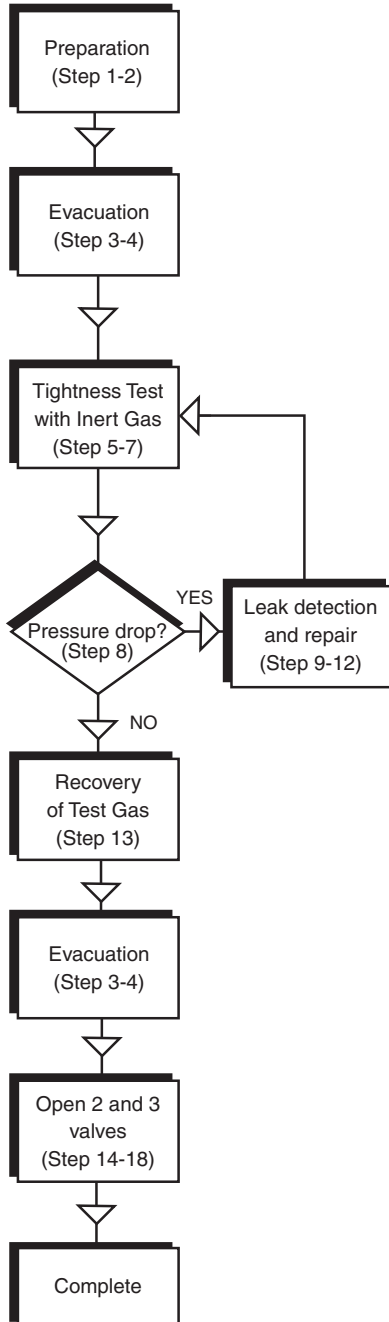 Preparation
(Step 1-2)
Evacuation
(Step 3-4)
Tightness Test
with Inert Gas
(Step 5-7)
Pressure drop?
(Step 8)
YES
Leak detection
and repair
(Step 9-12)
NO
Recovery
of Test Gas
(Step 13)
Evacuation
(Step 3-4)
Open 2 and 3
valves
(Step 14-18)
Complete